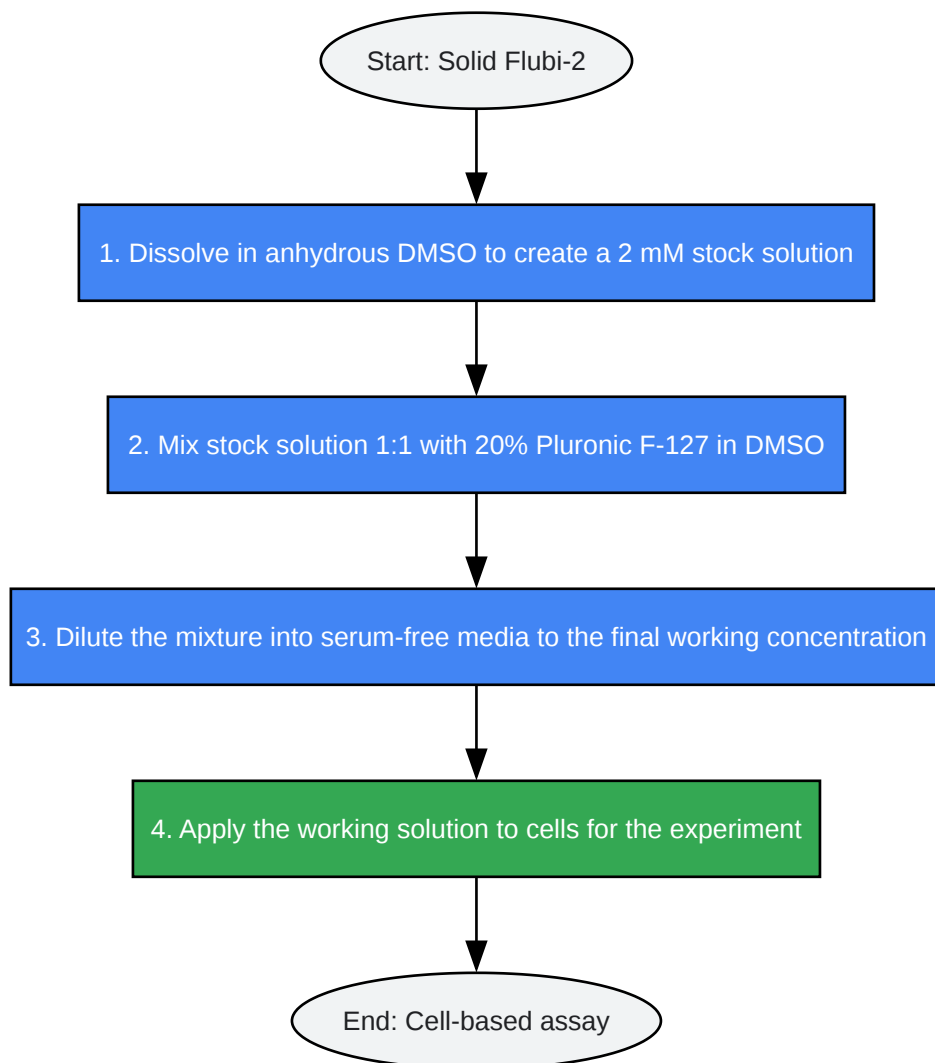 Start: Solid Flubi-2
1. Dissolve in anhydrous DMSO to create a 2 mM stock solution
2. Mix stock solution 1:1 with 20% Pluronic F-127 in DMSO
3. Dilute the mixture into serum-free media to the final working concentration
4. Apply the working solution to cells for the experiment
End: Cell-based assay